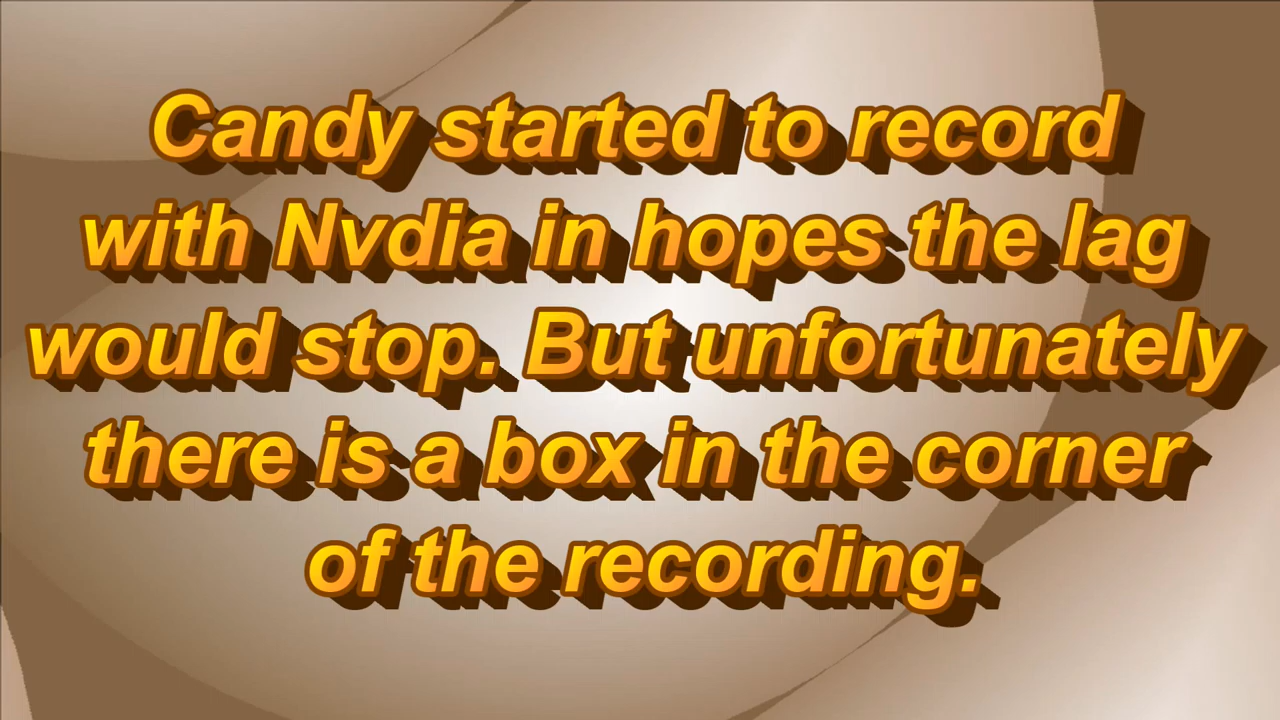 Candy started to record
with Nvdia in hopes the lag
would stop. But unfortunately
there is a box in the corner
of the recording.